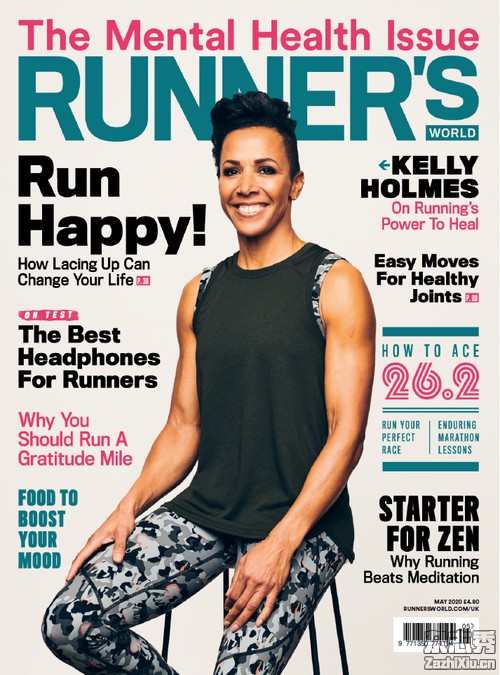 The Mental Health Issue
RUNNER'S
WORLD
Run
Happy!
How Lacing Up Can
Change Your Life P.38
ON TEST
The Best
Headphones
For Runners
Why You
Should Run A
Gratitude Mile
FOOD TO
BOOST
YOUR
MOOD
←KELLY
HOLMES
On Running's
Power To Heal
Easy Moves
For Healthy
Joints P.80
HOW TO ACE
26.2
RUN YOUR
PERFECT
RACE
ENDURING
MARATHON
LESSONS
STARTER
FOR ZEN
Why Running
Beats Meditation
MAY 2020 £4.80
RUNNERSWORLD.COM/UK
05
ZazhiXiu.cn